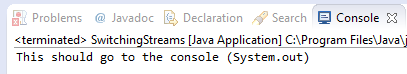 Problems @ Javadoc Declaration Search Console
<terminated> SwitchingStreams [Java Application] C:\Program Files\Java\j
This should go to the console (System.out)